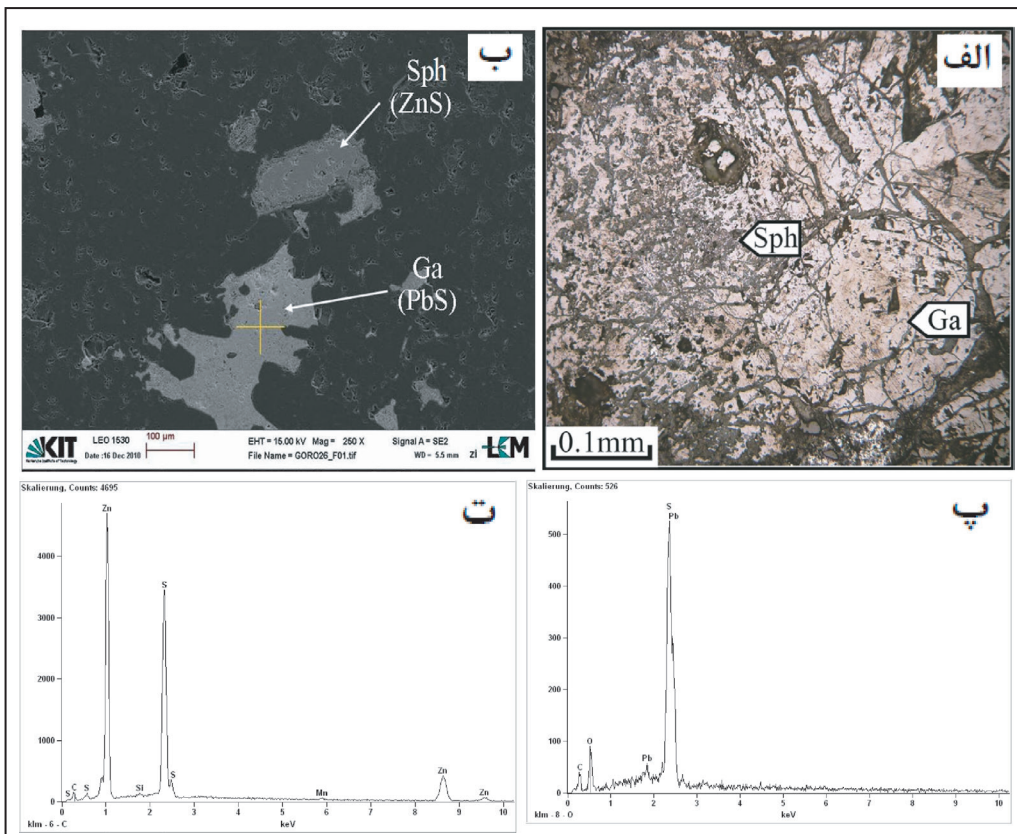 الف
Sph
Ga
0.1mm
ب
Sph
(ZnS)
Ga
(PbS)
KIT
LEO 1530
Date :16 Dec 2010
100 µm
EHT = 15.00 kV Mag = 250 X
File Name = GORO26_F01.tif
Signal A = SE2
WD = 5.5 mm
پ
Skalierung, Counts: 526
S
Pb
500
400
300
200
100
0
C
O
Pb
0 1 2 3 4 5 6 7 8 9 10
klm - 8 - O
keV
ت
Skalierung, Counts: 4695
Zn
4000
3000
2000
1000
0
S
S C S Si S Mn Zn Zn
0 1 2 3 4 5 6 7 8 9 10
klm - 6 - C
keV